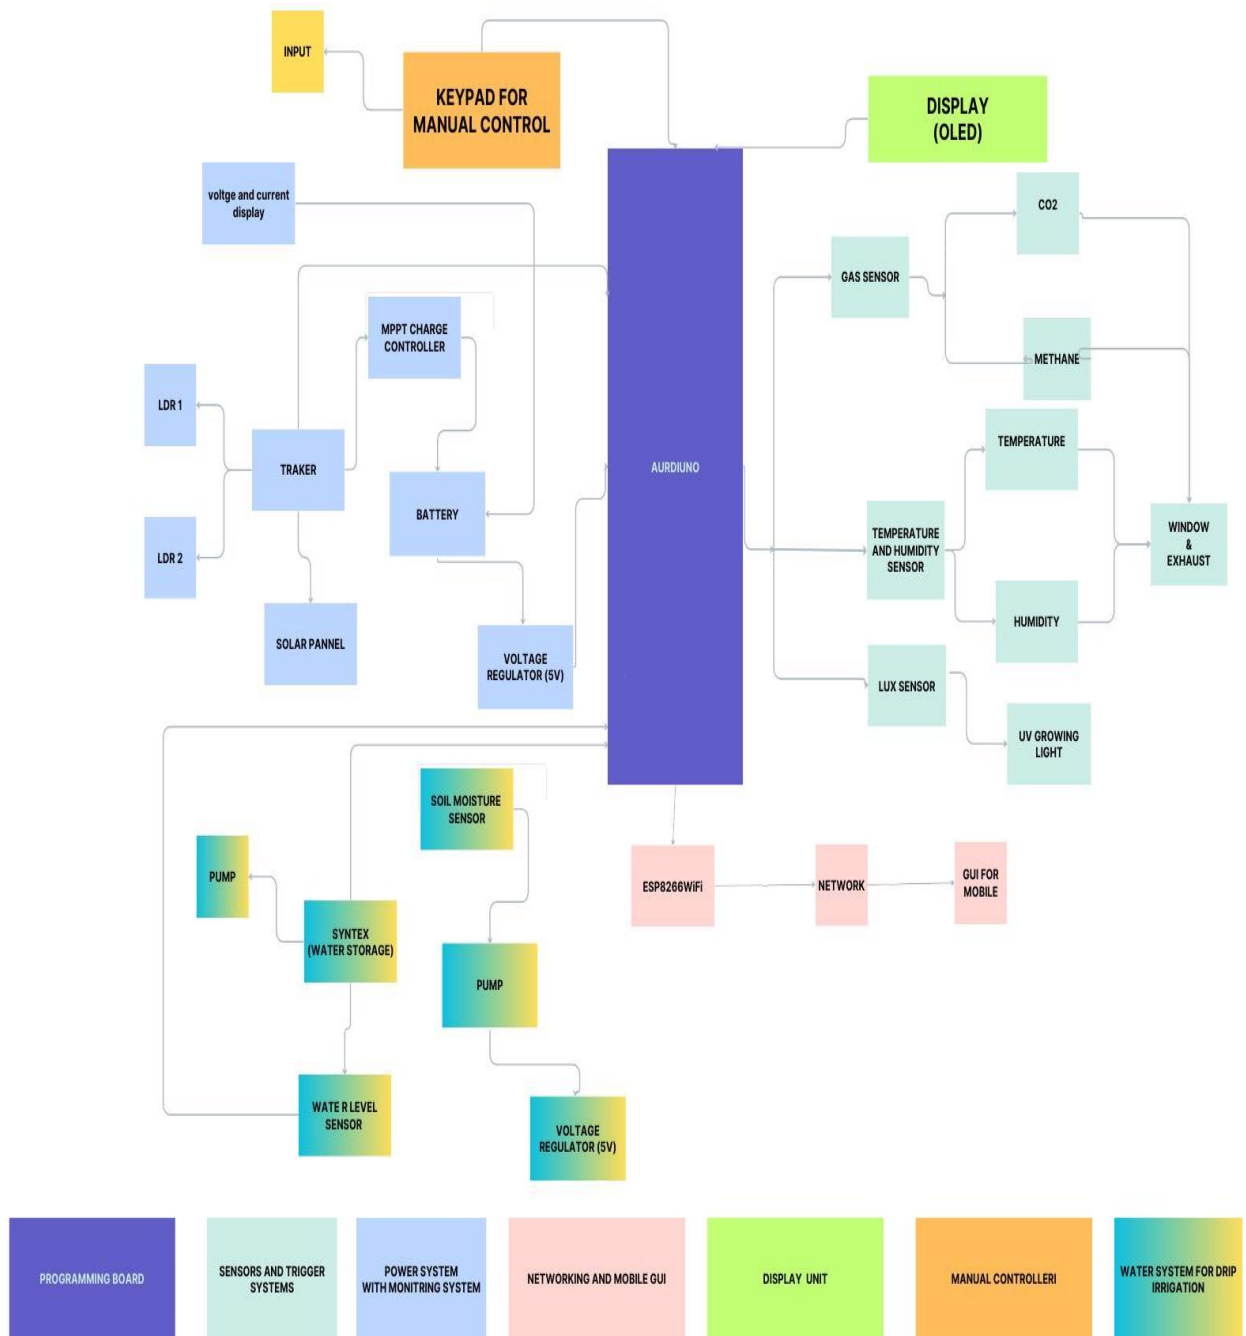 INPUT
KEYPAD FOR
MANUAL CONTROL
DISPLAY
(OLED)
voltge and current
display
CO2
GAS SENSOR
MPPT CHARGE
CONTROLLER
METHANE
LDR 1
TRAKER
AURDIUNO
TEMPERATURE
BATTERY
LDR 2
TEMPERATURE
AND HUMIDITY
SENSOR
WINDOW
&
EXHAUST
SOLAR PANNEL
HUMIDITY
VOLTAGE
REGULATOR (5V)
LUX SENSOR
UV GROWING
LIGHT
SOIL MOISTURE
SENSOR
PUMP
ESP8266WiFi
NETWORK
GUI FOR
MOBILE
SYNTEX
(WATER STORAGE)
PUMP
WATE R LEVEL
SENSOR
VOLTAGE
REGULATOR (5V)
PROGRAMMING BOARD
SENSORS AND TRIGGER
SYSTEMS
POWER SYSTEM
WITH MONITRING SYSTEM
NETWORKING AND MOBILE GUI
DISPLAY UNIT
MANUAL CONTROLLERI
WATER SYSTEM FOR DRIP
IRRIGATION